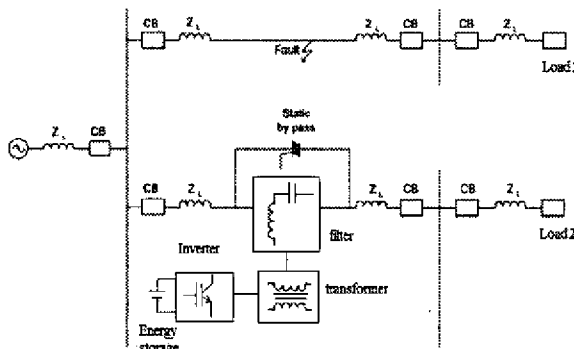 CB Z L Z L CB CB Z L
Fault
Load 1
Static
by pass
Z s CB
CB Z L Z L CB CB Z L
Inverter filter Load 2
transformer
Energy
storage